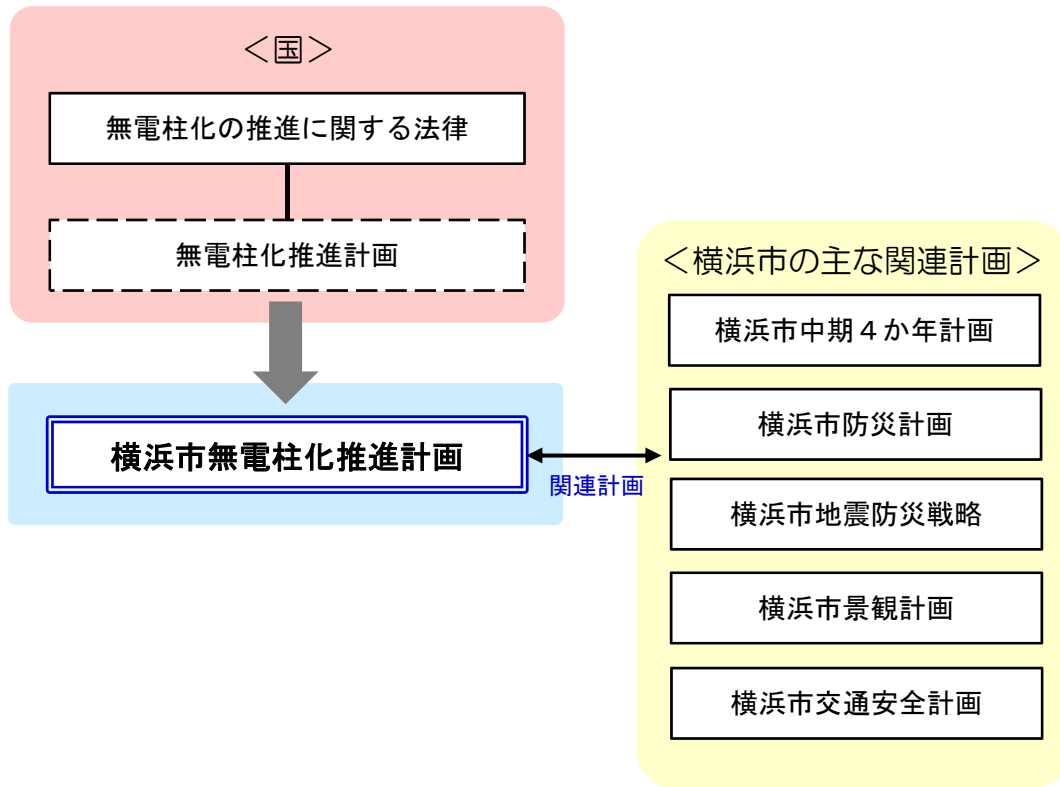 ＜国＞
無電柱化の推進に関する法律
無電柱化推進計画
横浜市無電柱化推進計画
関連計画
＜横浜市の主な関連計画＞
横浜市中期４か年計画
横浜市防災計画
横浜市地震防災戦略
横浜市景観計画
横浜市交通安全計画